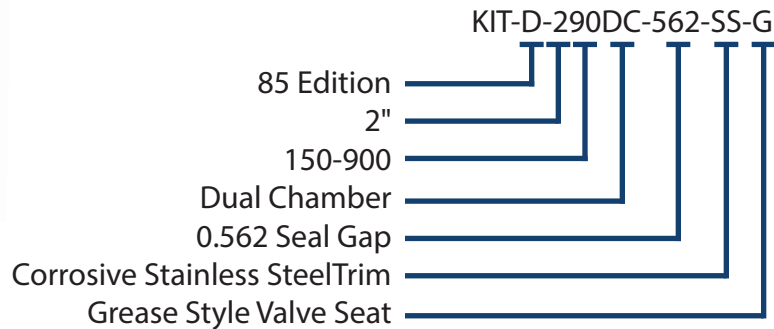 KIT-D-290DC-562-SS-G
85 Edition
2"
150-900
Dual Chamber
0.562 Seal Gap
Corrosive Stainless SteelTrim
Grease Style Valve Seat